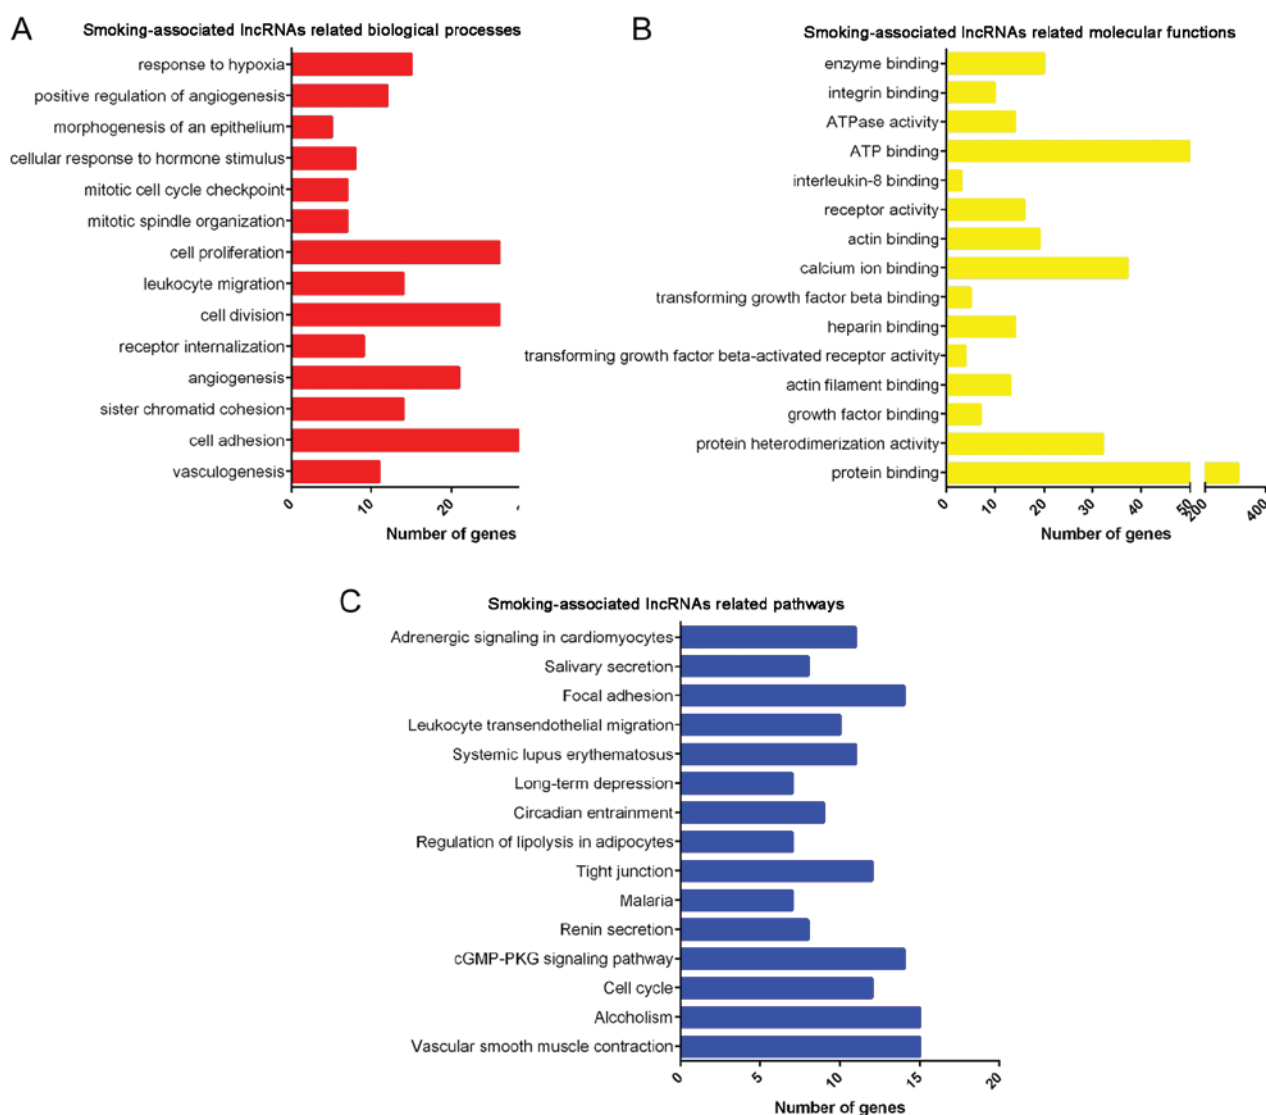 A
Smoking-associated lncRNAs related biological processes
response to hypoxia
positive regulation of angiogenesis
morphogenesis of an epithelium
cellular response to hormone stimulus
mitotic cell cycle checkpoint
mitotic spindle organization
cell proliferation
leukocyte migration
cell division
receptor internalization
angiogenesis
sister chromatid cohesion
cell adhesion
vasculogenesis
0 10 20
Number of genes
B
Smoking-associated lncRNAs related molecular functions
enzyme binding
integrin binding
ATPase activity
ATP binding
interleukin-8 binding
receptor activity
actin binding
calcium ion binding
transforming growth factor beta binding
heparin binding
transforming growth factor beta-activated receptor activity
actin filament binding
growth factor binding
protein heterodimerization activity
protein binding
0 10 20 30 40 50 200 400
Number of genes
C
Smoking-associated lncRNAs related pathways
Adrenergic signaling in cardiomyocytes
Salivary secretion
Focal adhesion
Leukocyte transendothelial migration
Systemic lupus erythematosus
Long-term depression
Circadian entrainment
Regulation of lipolysis in adipocytes
Tight junction
Malaria
Renin secretion
cGMP-PKG signaling pathway
Cell cycle
Alcoholism
Vascular smooth muscle contraction
0 5 10 15 20
Number of genes